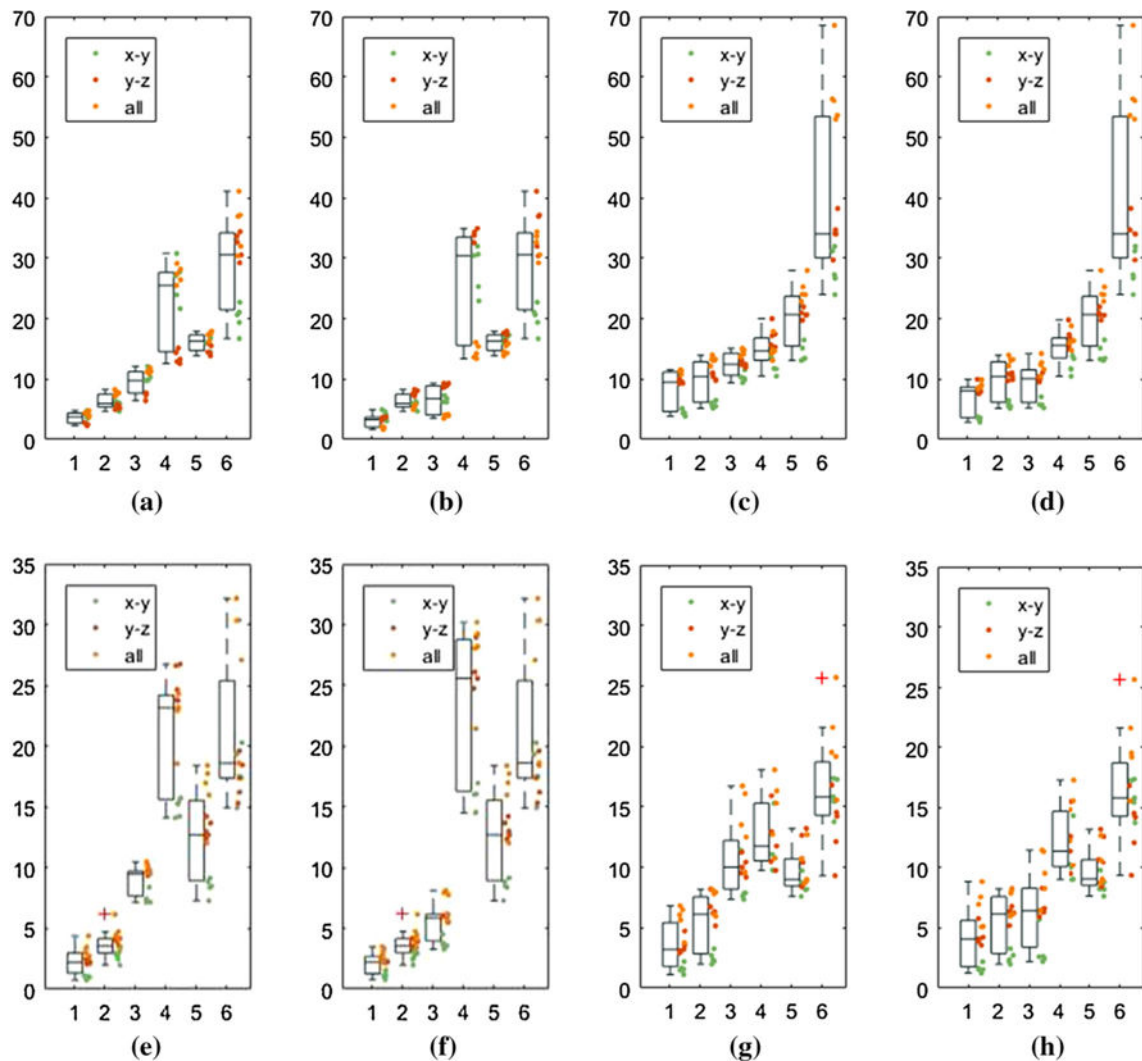 70 70 70 70
x-y x-y x-y x-y
60 y-z 60 y-z 60 y-z 60 y-z
all all all all
50 50 50 50
40 40 40 40
30 30 30 30
20 20 20 20
10 10 10 10
0 0 0 0
1 2 3 4 5 6 1 2 3 4 5 6 1 2 3 4 5 6 1 2 3 4 5 6
(a) (b) (c) (d)
35 35 35 35
x-y x-y x-y x-y
30 y-z 30 y-z 30 y-z 30 y-z
all all all all
25 25 25 25
20 20 20 20
15 15 15 15
10 10 10 10
5 5 5 5
0 0 0 0
1 2 3 4 5 6 1 2 3 4 5 6 1 2 3 4 5 6 1 2 3 4 5 6
(e) (f) (g) (h)